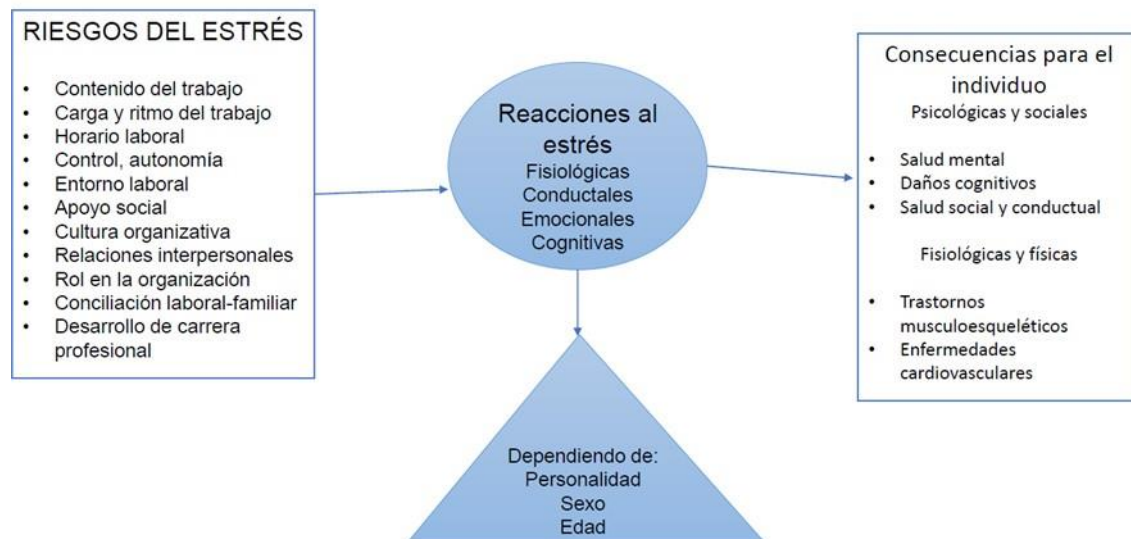 RIESGOS DEL ESTRÉS
• Contenido del trabajo
• Carga y ritmo del trabajo
• Horario laboral
• Control, autonomía
• Entorno laboral
• Apoyo social
• Cultura organizativa
• Relaciones interpersonales
• Rol en la organización
• Conciliación laboral-familiar
• Desarrollo de carrera
profesional
Reacciones al
estrés
Fisiológicas
Conductales
Emocionales
Cognitivas
Dependiendo de:
Personalidad
Sexo
Edad
Consecuencias para el
individuo
Psicológicas y sociales
• Salud mental
• Daños cognitivos
• Salud social y conductual
Fisiológicas y físicas
• Trastornos
musculoesqueléticos
• Enfermedades
cardiovasculares